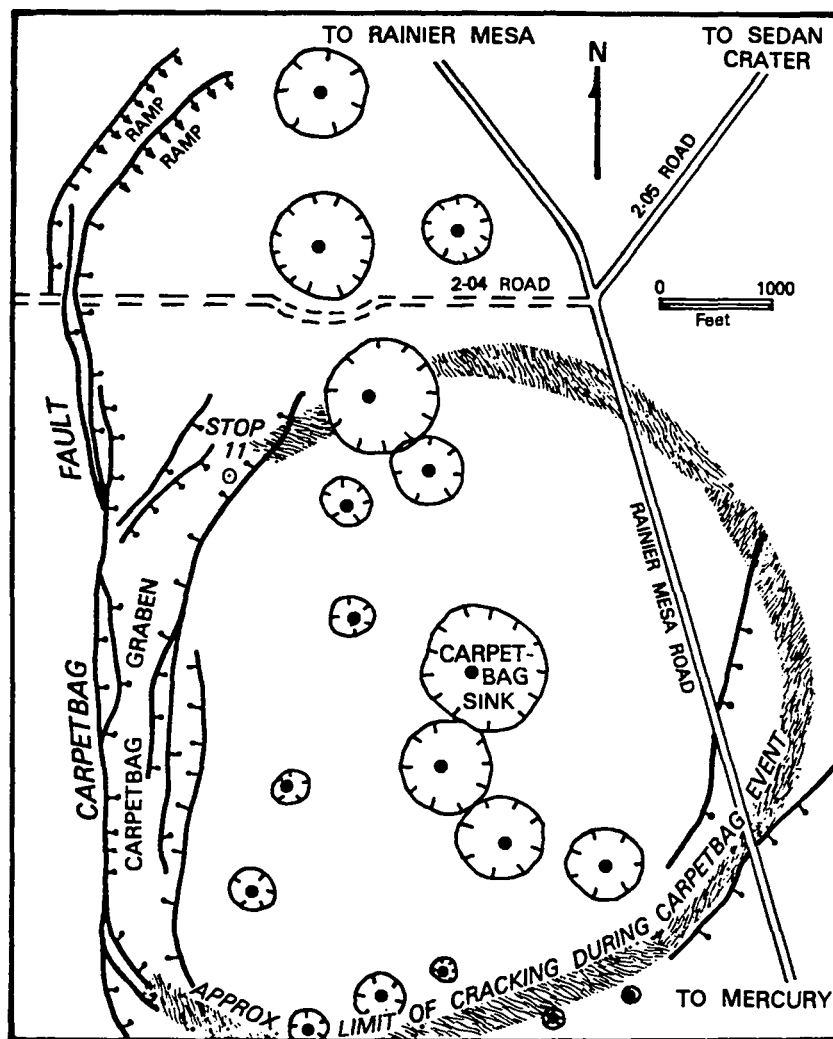 TO RAINIER MESA
TO SEDAN
CRATER
N
RAMP
RAMP
2-05 ROAD
2-04 ROAD
0 1000
Feet
STOP
11
FAULT
GRABEN
CARPETBAG
CARPETBAG
CARPET-
BAG
SINK
RAINIER MESA ROAD
APPROX. LIMIT OF CRACKING DURING CARPETBAG EVENT
TO MERCURY